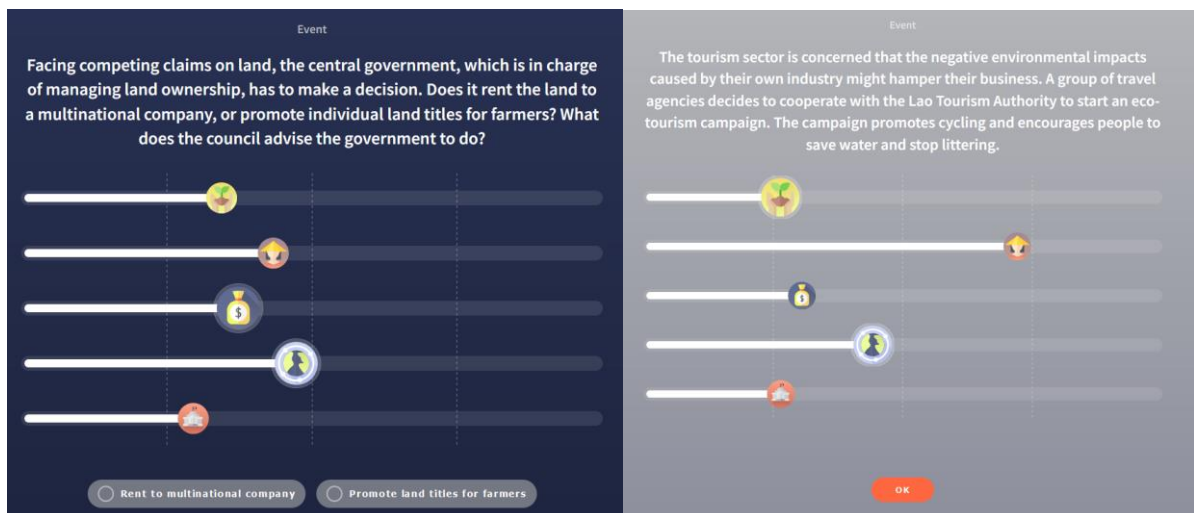 Event
Facing competing claims on land, the central government, which is in charge
of managing land ownership, has to make a decision. Does it rent the land to
a multinational company, or promote individual land titles for farmers? What
does the council advise the government to do?
$
Rent to multinational company
Promote land titles for farmers
Event
The tourism sector is concerned that the negative environmental impacts
caused by their own industry might hamper their business. A group of travel
agencies decides to cooperate with the Lao Tourism Authority to start an eco-
tourism campaign. The campaign promotes cycling and encourages people to
save water and stop littering.
$
OK